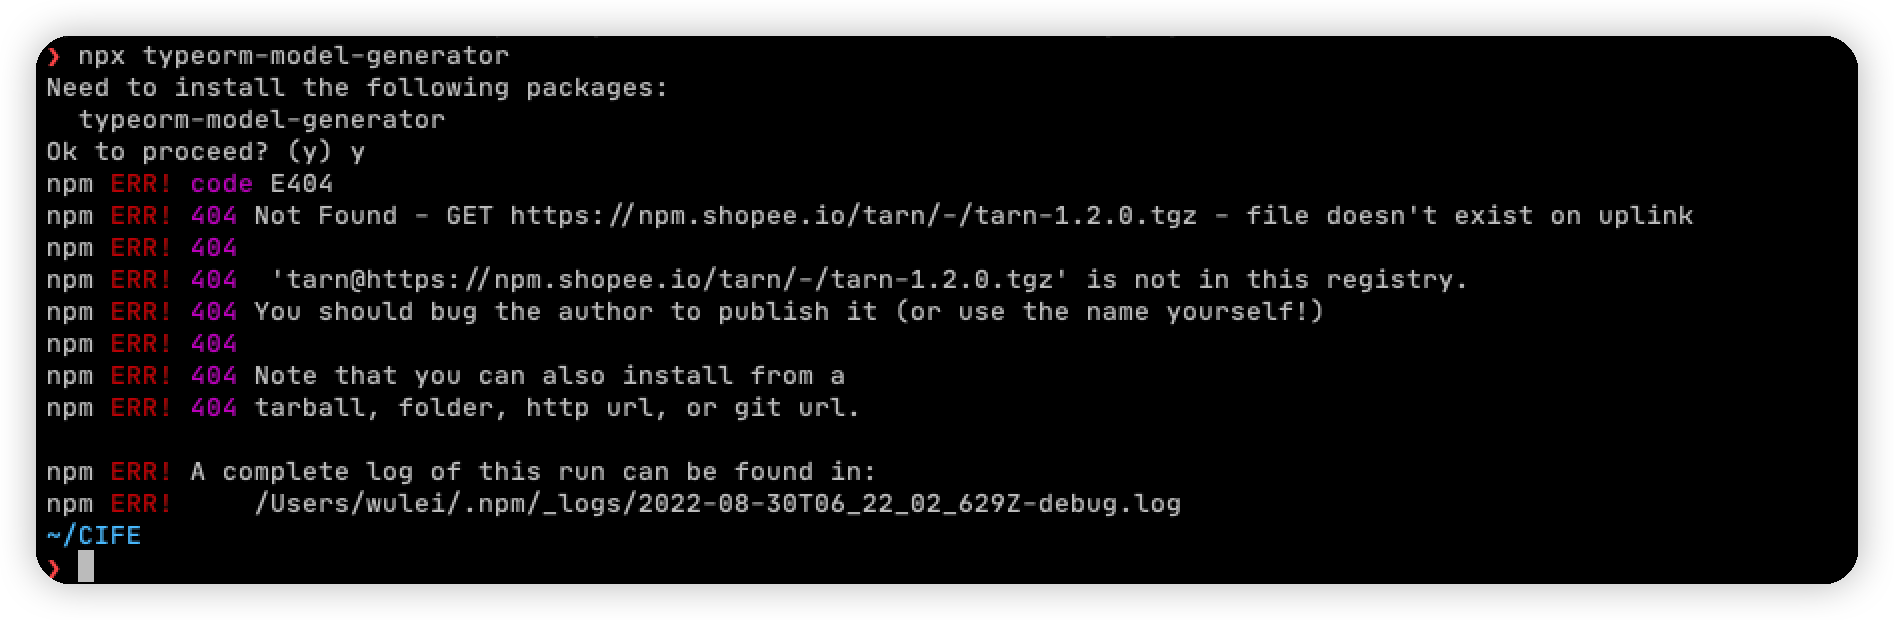 ❯ npx typeorm-model-generator
Need to install the following packages:
  typeorm-model-generator
Ok to proceed? (y) y
npm ERR! code E404
npm ERR! 404 Not Found - GET https://npm.shopee.io/tarn/-/tarn-1.2.0.tgz - file doesn't exist on uplink
npm ERR! 404
npm ERR! 404  'tarn@https://npm.shopee.io/tarn/-/tarn-1.2.0.tgz' is not in this registry.
npm ERR! 404 You should bug the author to publish it (or use the name yourself!)
npm ERR! 404
npm ERR! 404 Note that you can also install from a
npm ERR! 404 tarball, folder, http url, or git url.
npm ERR! A complete log of this run can be found in:
npm ERR!     /Users/wulei/.npm/_logs/2022-08-30T06_22_02_629Z-debug.log
~/CIFE
❯